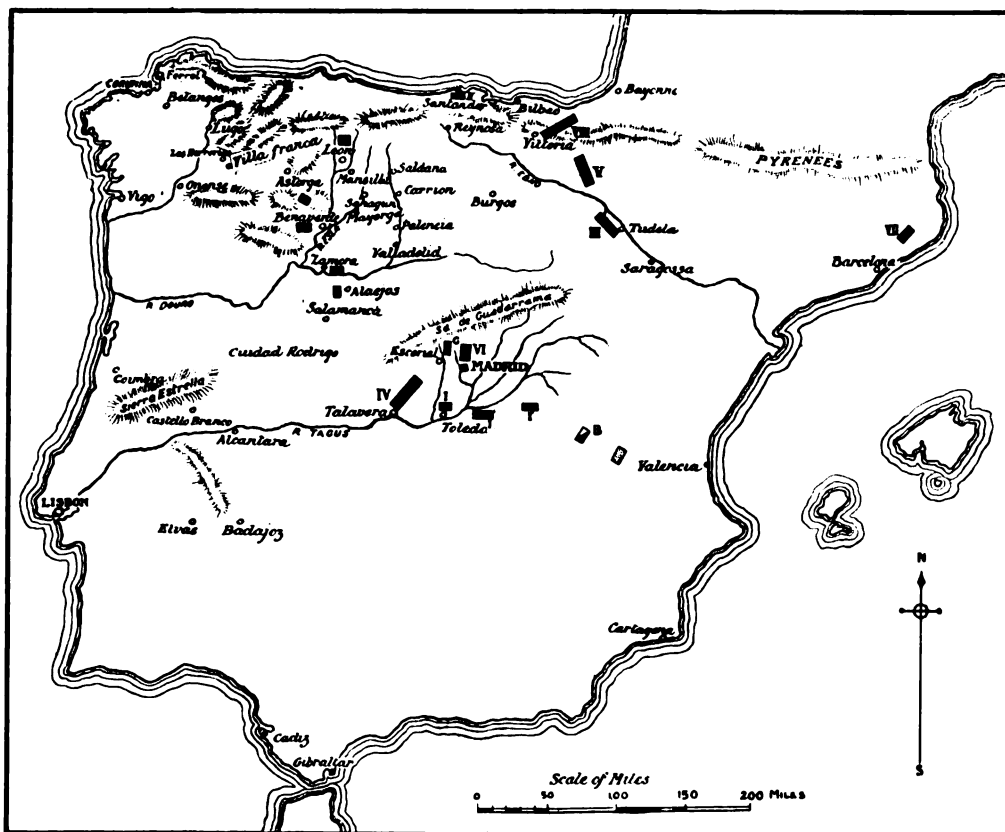 Ferrol
Betanzos
Lugo
Villa franca
Vigo
Orense
Astorga
Leon
Mansilla
Sahagun
Mayorga
Benavente
Zamora
Saldana
Carrion
Palencia
Valladolid
Burgos
Santander
Reynosa
Bilbao
Bayonne
Vittoria
V
PYRENEES
R EBRO
Tudela
Saragossa
VII
Barcelona
R DOURO
Alaejos
Salamanca
Cuidad Rodrigo
Sa de Guadarrama
Escorial
G
VI
MADRID
IV
I
Talavera
Toledo
B
Coimbra
Sierra Estrella
Castello Branco
Alcantara
R TAGUS
Valencia
LISBON
Elvas
Badajoz
Cartagena
Cadiz
Gibraltar
N
S
Scale of Miles
0 50 100 150 200 MILES